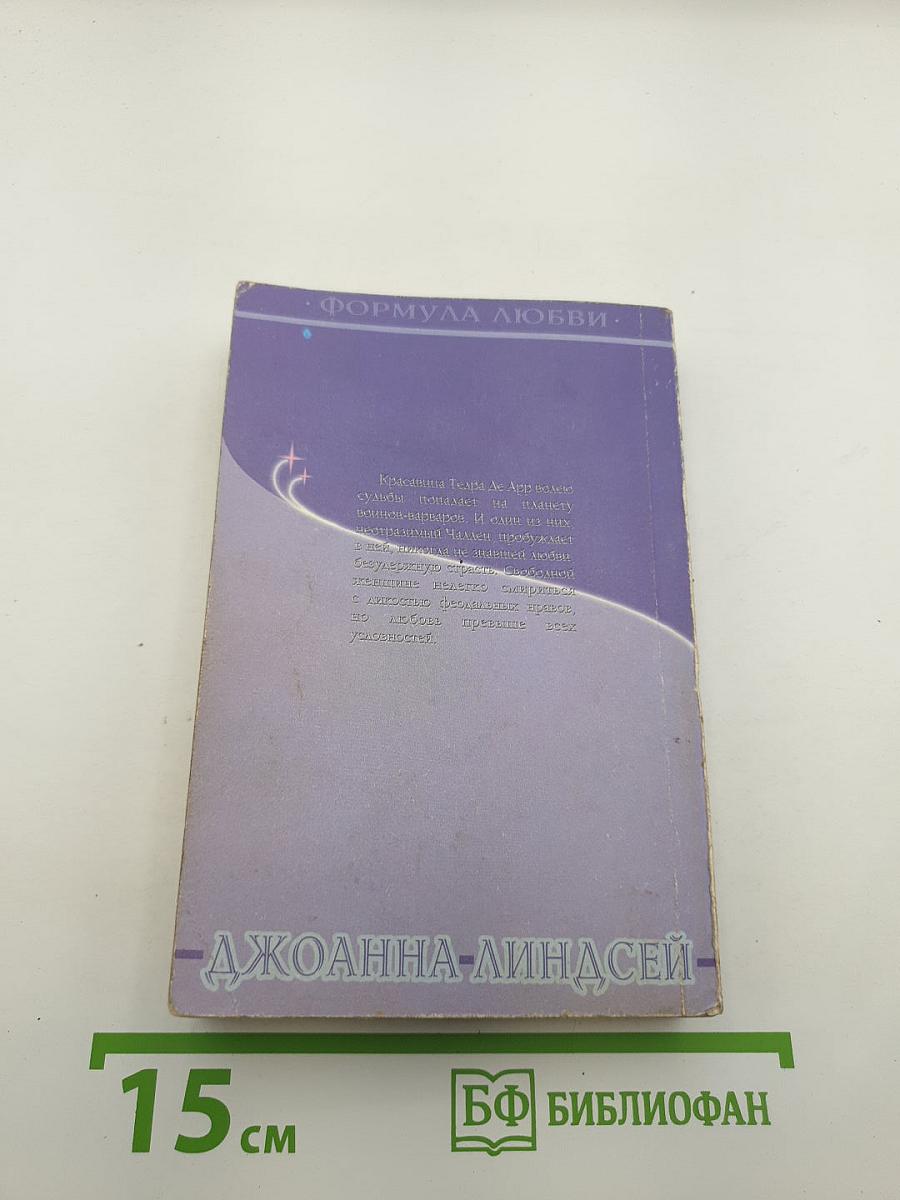 · ФОРМУЛА ЛЮБВИ ·
Красавица Тедра Де Арр волею
судьбы попадает на планету
воинов-варваров. И один из них,
неотразимый Чаллен, пробуждает
в ней, никогда не знавшей любви,
безудержную страсть. Свободной
женщине нелегко смириться
с дикостью феодальных нравов,
но любовь превыше всех
условностей.
ДЖОАННА ЛИНДСЕЙ
15 см
БФ БИБЛИОФАН